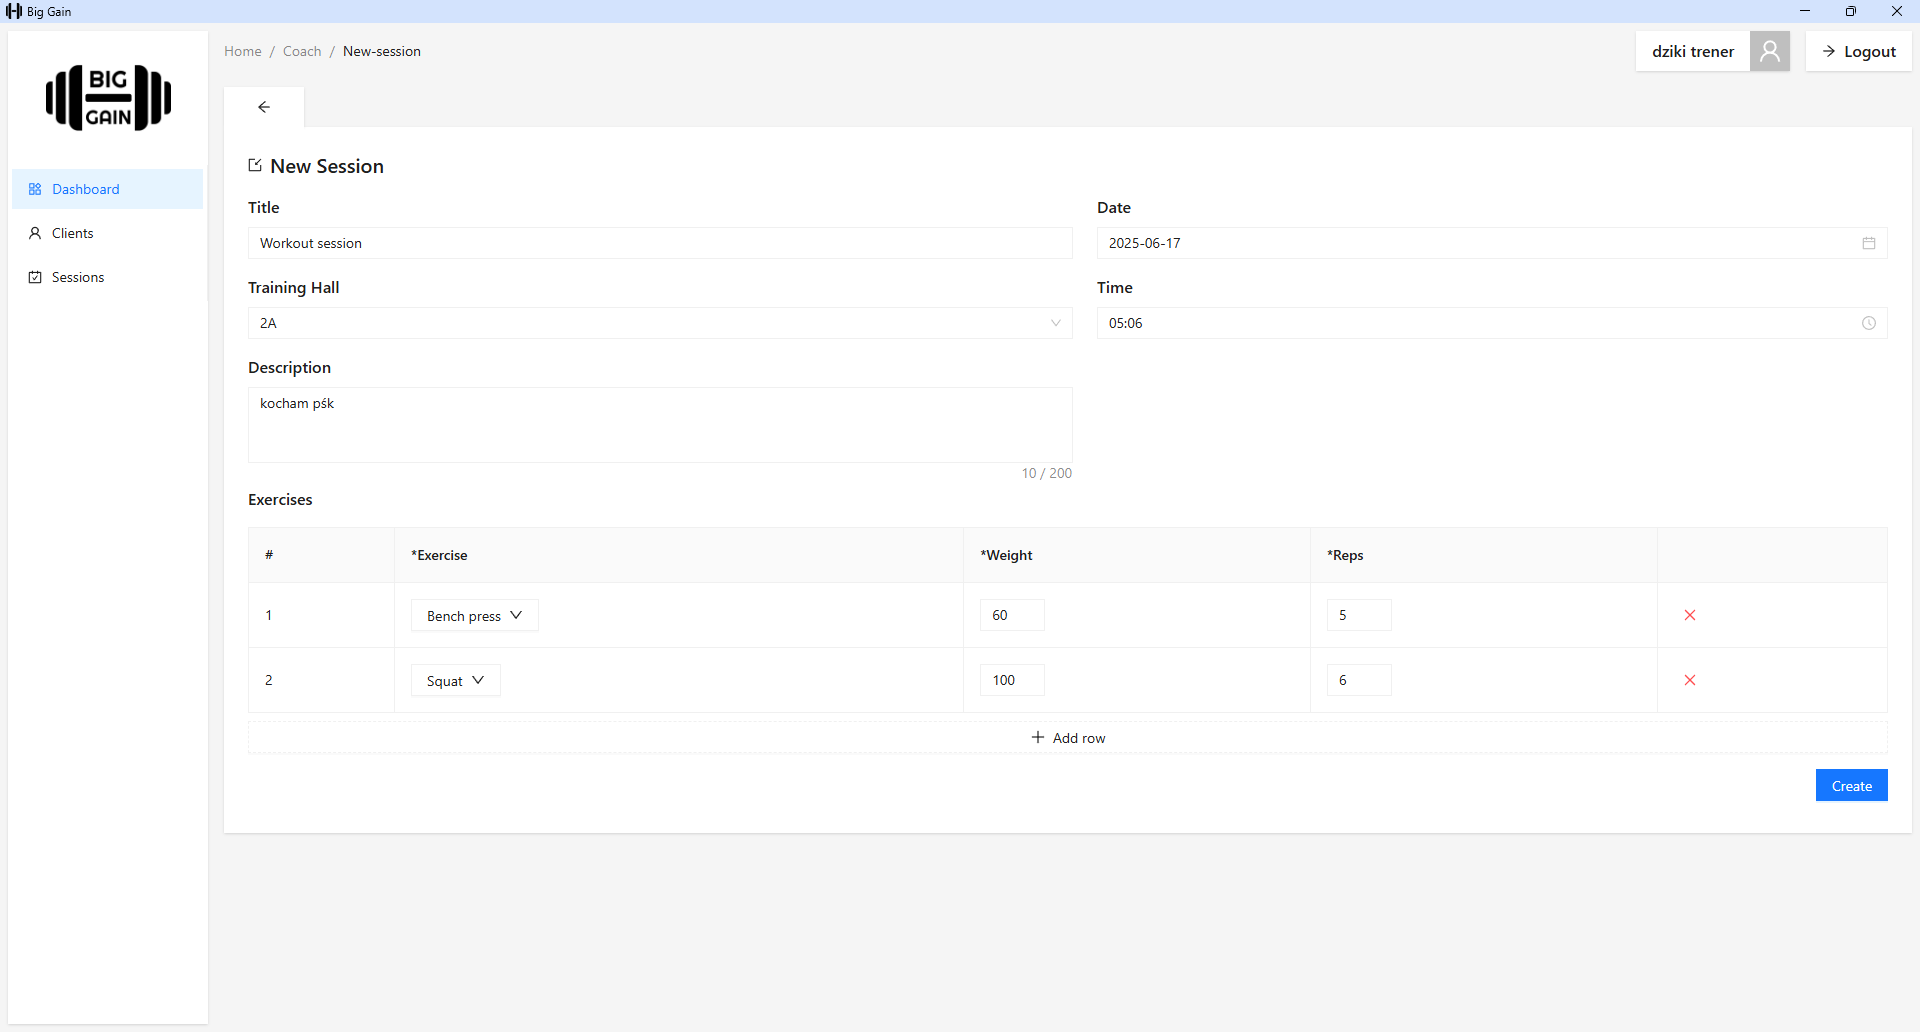 Big Gain
BIG
GAIN
Home / Coach / New-session
dziki trener
Logout
Dashboard
Clients
Sessions
New Session
Title
Date
Workout session
2025-06-17
Training Hall
Time
2A
05:06
Description
kocham pśk
10 / 200
Exercises
# *Exercise *Weight *Reps
1 Bench press 60 5
2 Squat 100 6
Add row
Create